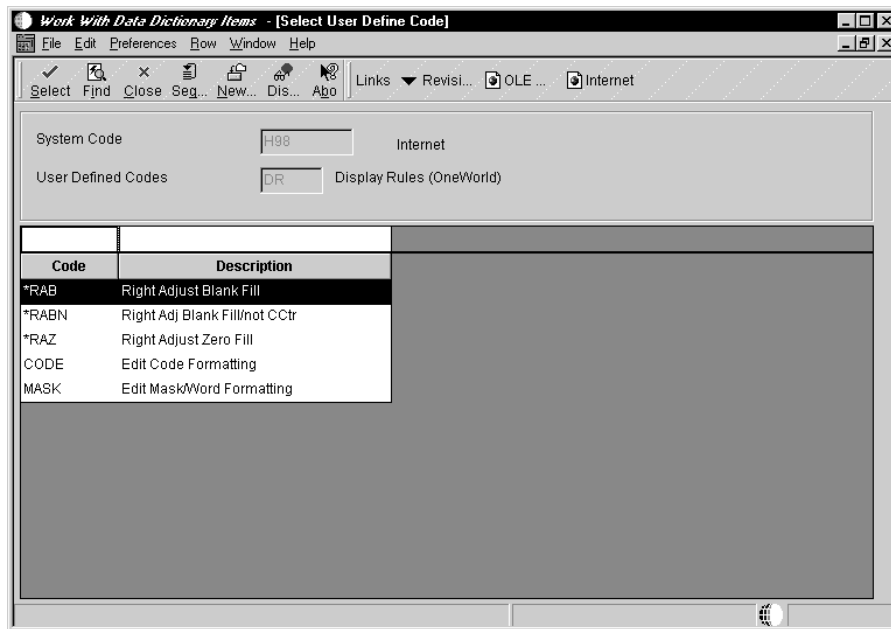 Work With Data Dictionary Items - [Select User Define Code]
File Edit Preferences Row Window Help
Select Find Close Seq... New... Dis... Abo Links Revisi... OLE ... Internet
System Code H98 Internet
User Defined Codes DR Display Rules (OneWorld)
Code Description
*RAB Right Adjust Blank Fill
*RABN Right Adj Blank Fill/not CCtr
*RAZ Right Adjust Zero Fill
CODE Edit Code Formatting
MASK Edit Mask/Word Formatting